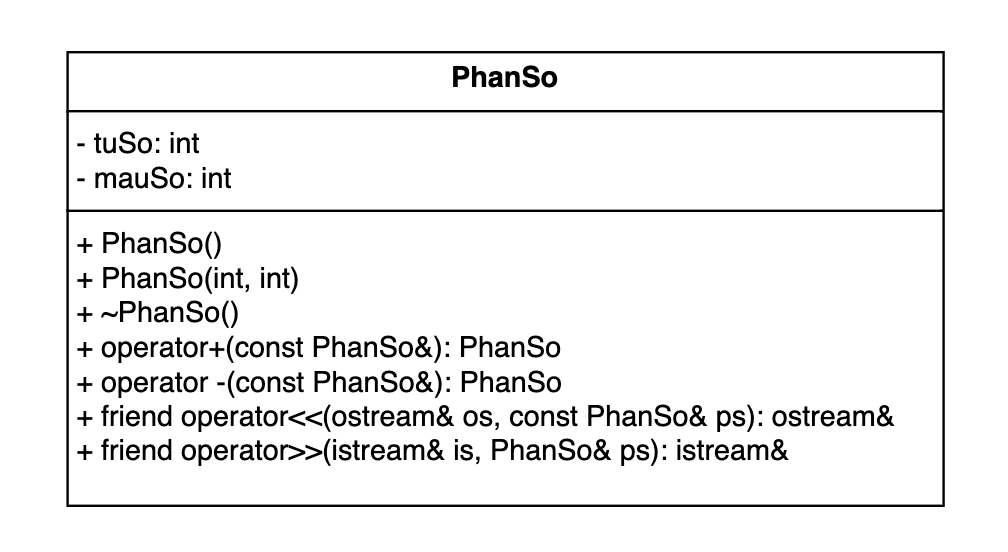 PhanSo
- tuSo: int
- mauSo: int
+ PhanSo()
+ PhanSo(int, int)
+ ~PhanSo()
+ operator+(const PhanSo&): PhanSo
+ operator -(const PhanSo&): PhanSo
+ friend operator<<(ostream& os, const PhanSo& ps): ostream&
+ friend operator>>(istream& is, PhanSo& ps): istream&